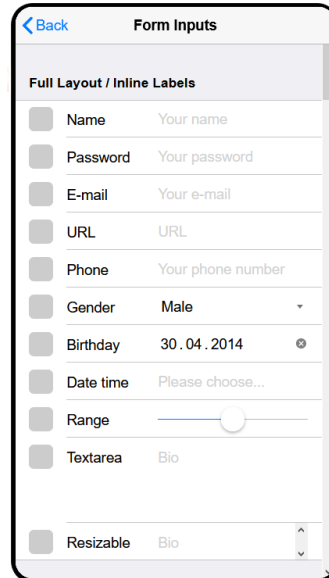 Back Form Inputs
Full Layout / Inline Labels
Name Your name
Password Your password
E-mail Your e-mail
URL URL
Phone Your phone number
Gender Male
Birthday 30.04.2014
Date time Please choose...
Range
Textarea Bio
Resizable Bio